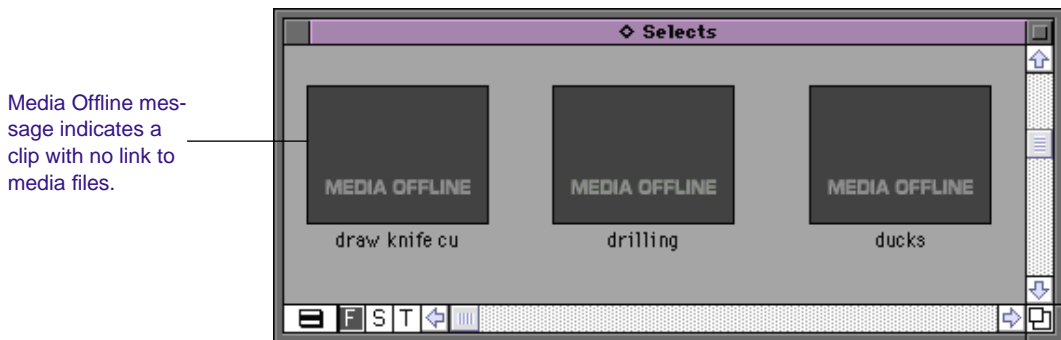 ◇ Selects
Media Offline mes-
sage indicates a
clip with no link to
media files.
MEDIA OFFLINE
MEDIA OFFLINE
MEDIA OFFLINE
draw knife cu
drilling
ducks
F S T